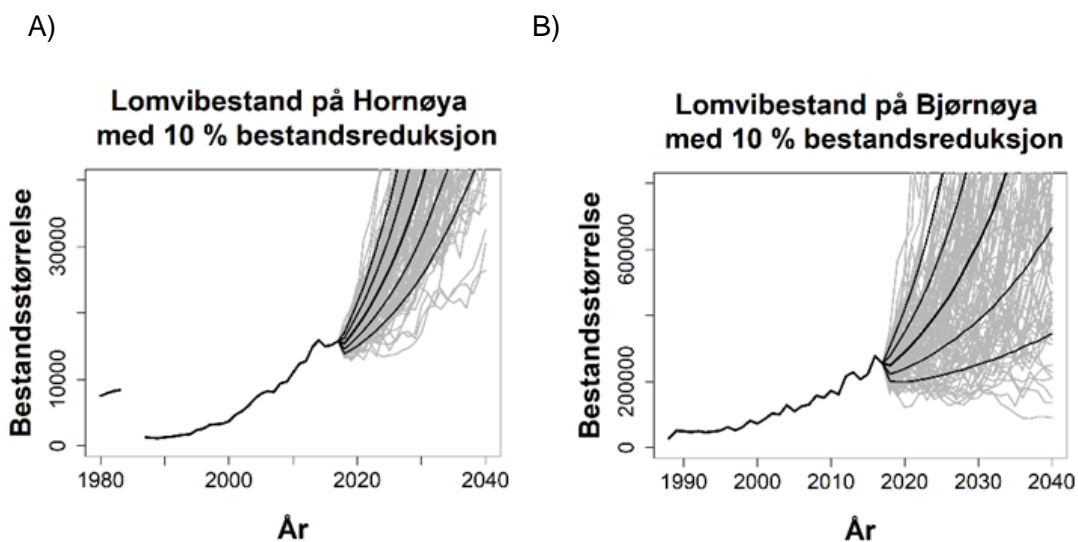 A)
B)
Lomvibestand på Hornøya
med 10 % bestandsreduksjon
Bestandsstørrelse
30000
10000
0
1980
2000
2020
2040
År
Lomvibestand på Bjørnøya
med 10 % bestandsreduksjon
Bestandsstørrelse
600000
200000
0
1990
2000
2010
2020
2030
2040
År